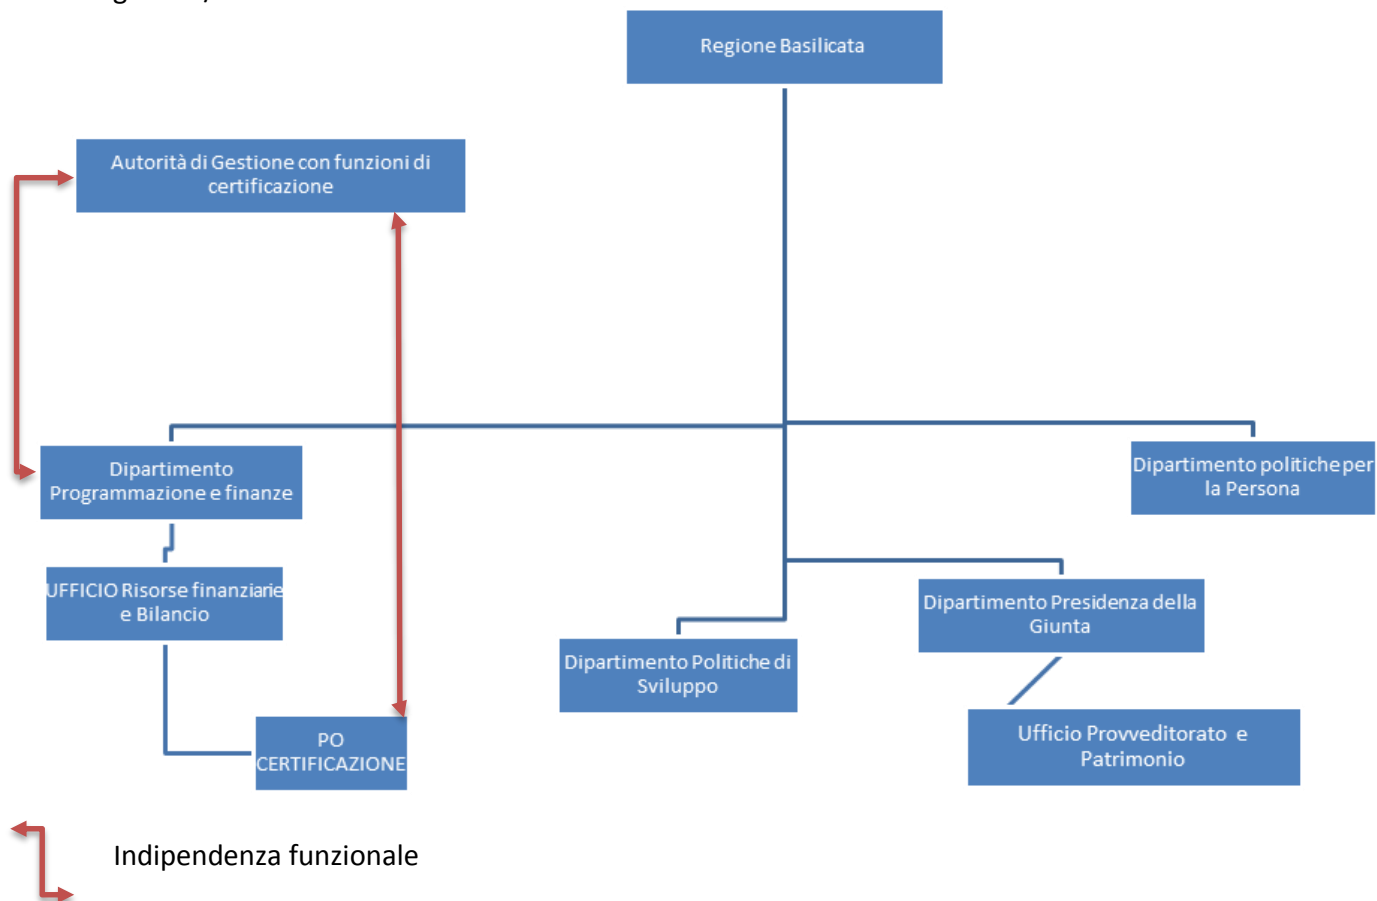 Regione Basilicata
Autorità di Gestione con funzioni di
certificazione
Dipartimento
Programmazione e finanze
Dipartimento politiche per
la Persona
UFFICIO Risorse finanziarie
e Bilancio
Dipartimento Presidenza della
Giunta
Dipartimento Politiche di
Sviluppo
PO
CERTIFICAZIONE
Ufficio Provveditorato e
Patrimonio
Indipendenza funzionale